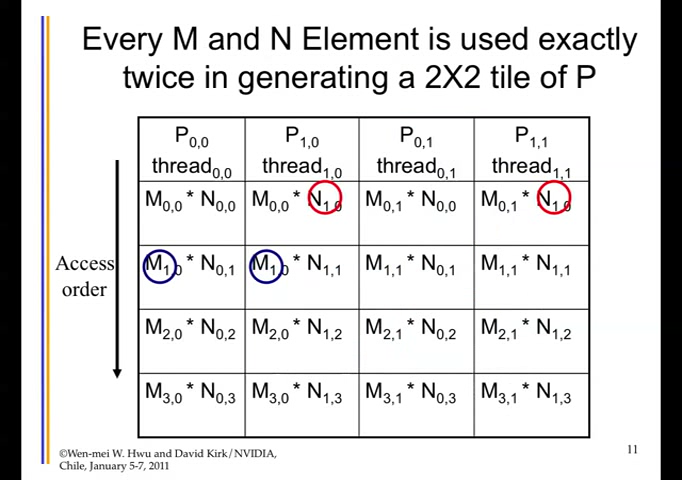 Every M and N Element is used exactly
twice in generating a 2X2 tile of P
P0,0 P1,0 P0,1 P1,1
thread0,0 thread1,0 thread0,1 thread1,1
M0,0 * N0,0 M0,0 * N1,0 M0,1 * N0,0 M0,1 * N1,0
Access
order
M1,0 * N0,1 M1,0 * N1,1 M1,1 * N0,1 M1,1 * N1,1
M2,0 * N0,2 M2,0 * N1,2 M2,1 * N0,2 M2,1 * N1,2
M3,0 * N0,3 M3,0 * N1,3 M3,1 * N0,3 M3,1 * N1,3
©Wen-mei W. Hwu and David Kirk/NVIDIA,
Chile, January 5-7, 2011
11